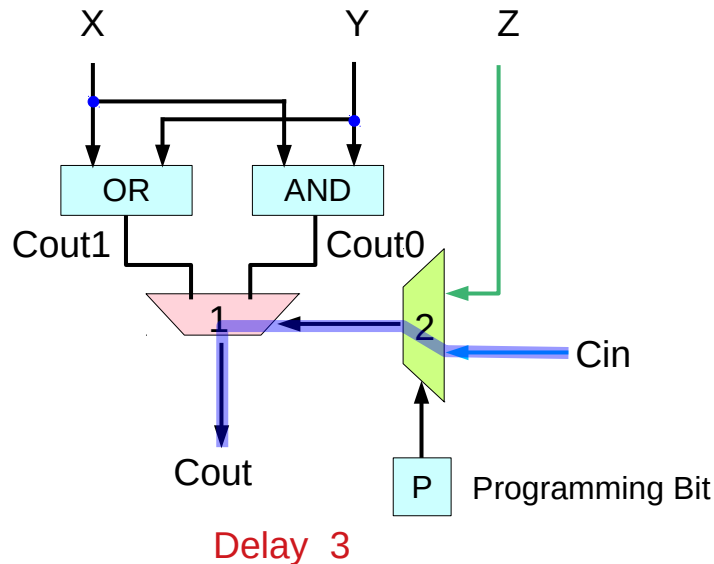 X Y Z
OR AND
Cout1 Cout0
1 2
Cin
Cout
P Programming Bit
Delay 3